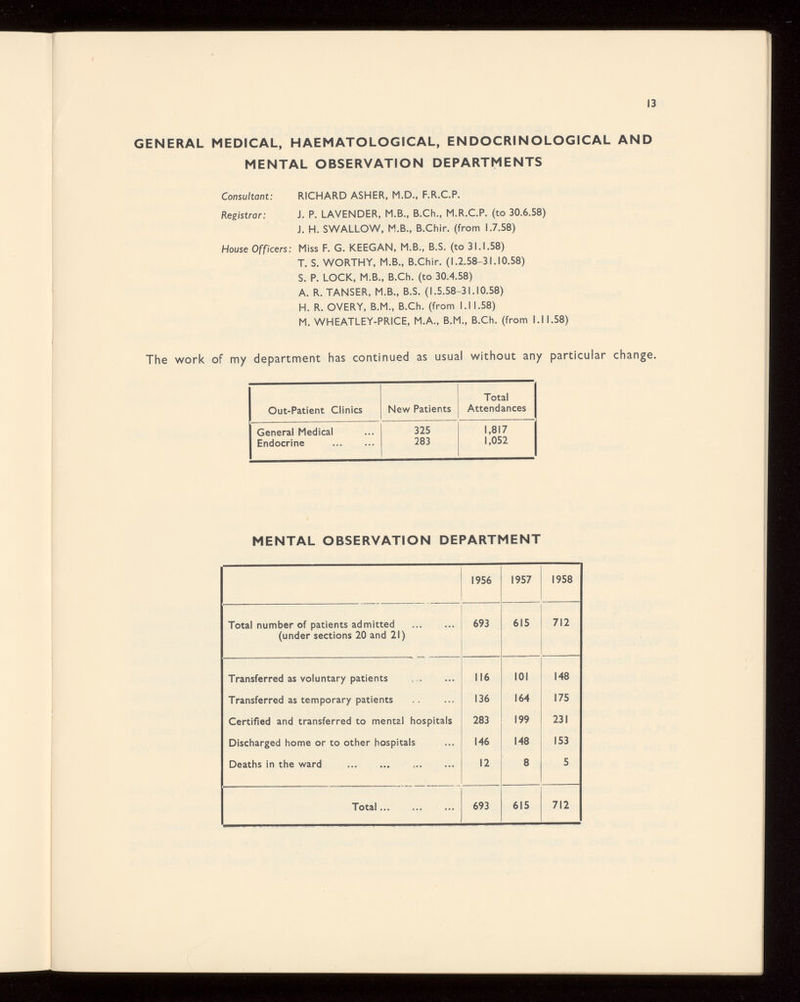 13
GENERAL MEDICAL, HAEMATOLOGICAL, ENDOCRINOLOGICAL AND
MENTAL OBSERVATION DEPARTMENTS
Consultant: RICHARD ASHER, M.D., F.R.C.P.
Registrar: J. P. LAVENDER, M.B., B.Ch., M.R.C.P. (to 30.6.58)
J. H. SWALLOW, M.B., B.Chir. (from 1.7.58)
House Officers: Miss F. G. KEEGAN, M.B., B.S. (to 31.1.58)
T. S. WORTHY, M.B., B.Chir. (1.2.58-31.10.58)
S. P. LOCK, M.B., B.Ch. (to 30.4.58)
A. R. TANSER, M.B., B.S. (1.5.58-31.10.58)
H. R. OVERY, B.M., B.Ch. (from 1.11.58)
M. WHEATLEY-PRICE, M.A., B.M., B.Ch. (from 1.11.58)
The work of my department has continued as usual without any particular change.
Total
Out-Patient Clinics New Patients Attendances
General Medical ... 325 1,817
Endocrine ... ... 283 1,052
MENTAL OBSERVATION DEPARTMENT
1956 1957 1958
Total number of patients admitted ... ... 693 615 712
(under sections 20 and 21)
Transferred as voluntary patients .. ... 116 101 148
Transferred as temporary patients .. ... 136 164 175
Certified and transferred to mental hospitals 283 199 231
Discharged home or to other hospitals ... 146 148 153
Deaths in the ward ... ... ... ... 12 8 5
Total ... ... ... 693 615 712